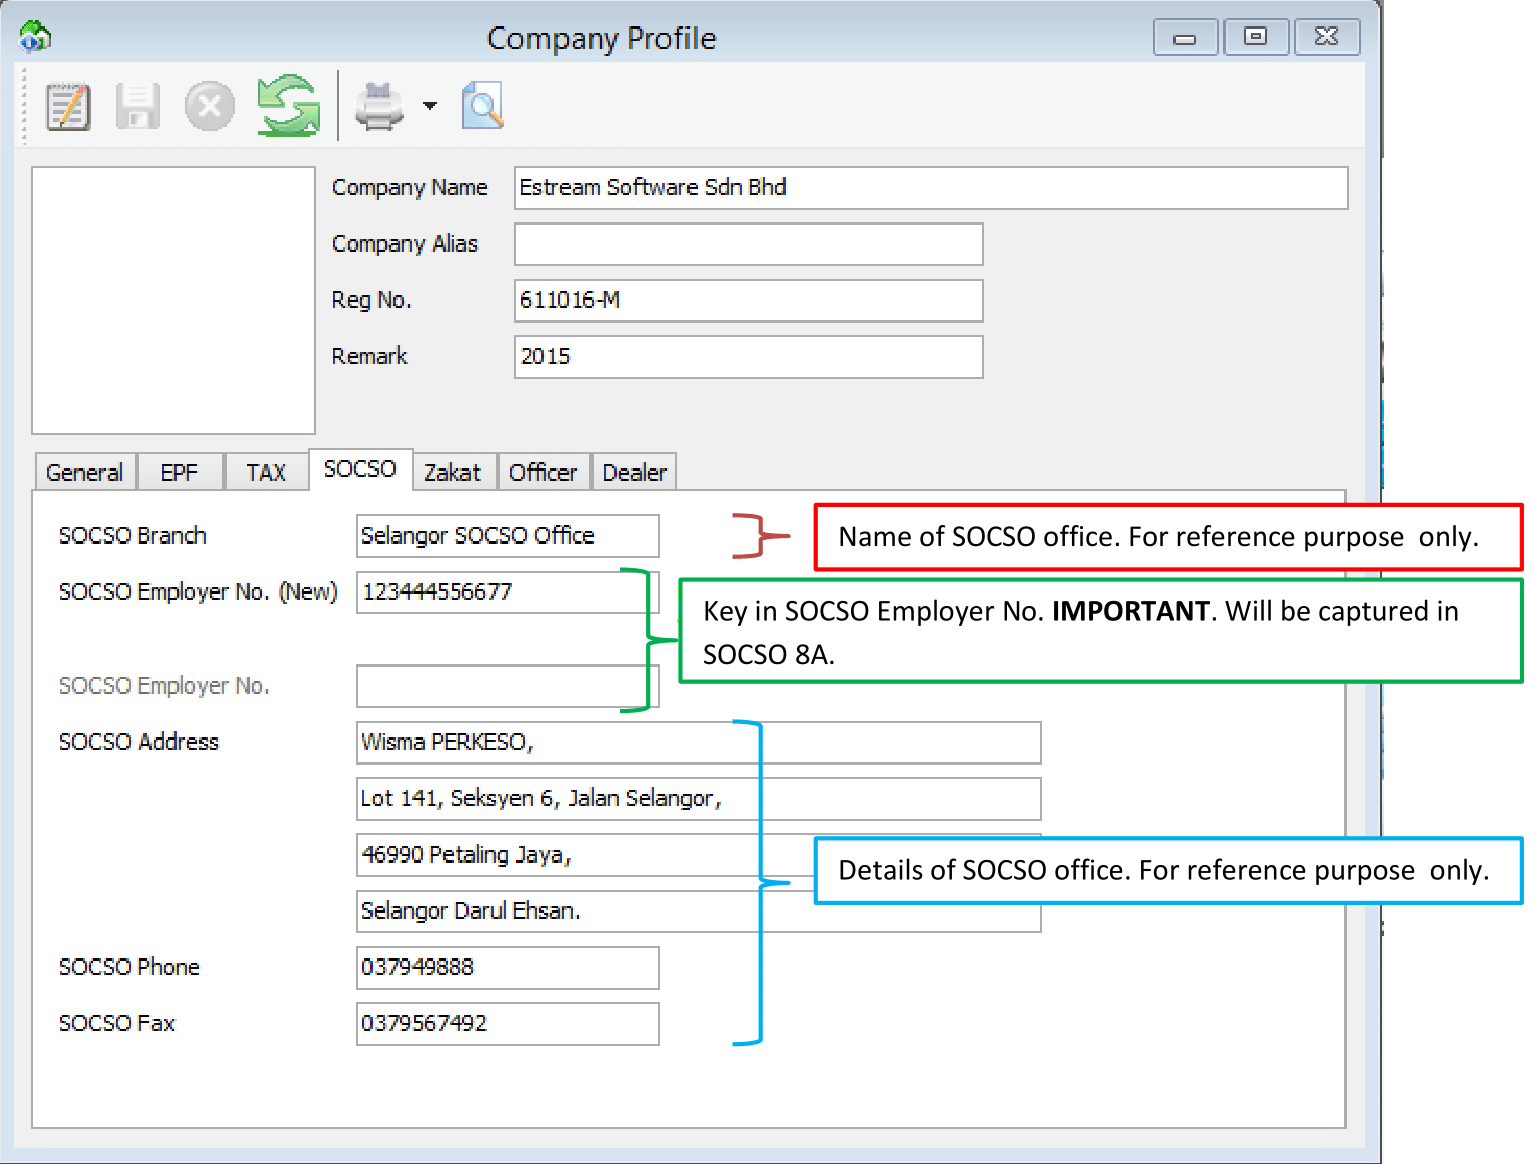 Company Profile
Company Name Estream Software Sdn Bhd
Company Alias
Reg No. 611016-M
Remark 2015
General EPF TAX SOCSO Zakat Officer Dealer
SOCSO Branch Selangor SOCSO Office
Name of SOCSO office. For reference purpose only.
SOCSO Employer No. (New) 123444556677
Key in SOCSO Employer No. IMPORTANT. Will be captured in
SOCSO 8A.
SOCSO Employer No.
SOCSO Address Wisma PERKESO,
Lot 141, Seksyen 6, Jalan Selangor,
46990 Petaling Jaya,
Details of SOCSO office. For reference purpose only.
Selangor Darul Ehsan.
SOCSO Phone 037949888
SOCSO Fax 0379567492